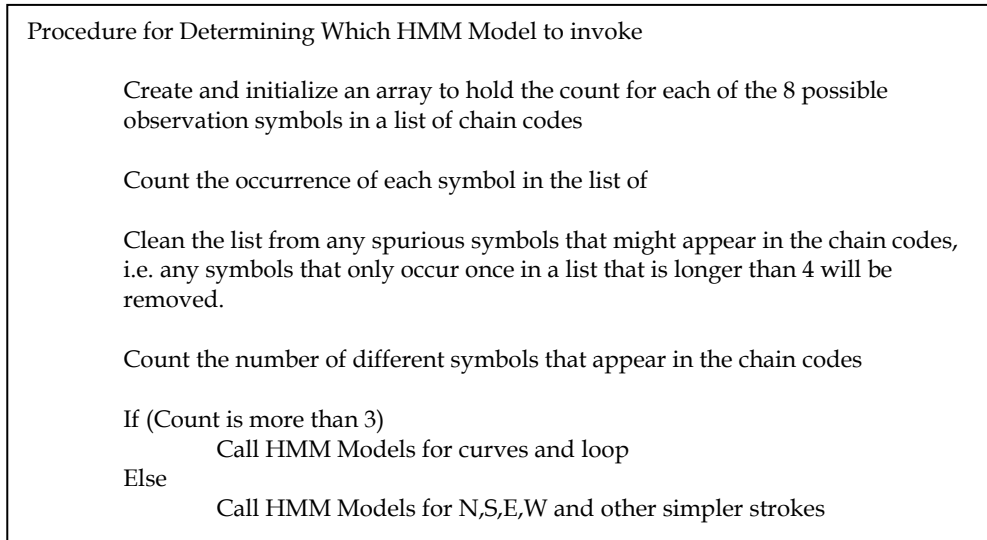 Procedure for Determining Which HMM Model to invoke
Create and initialize an array to hold the count for each of the 8 possible
observation symbols in a list of chain codes
Count the occurrence of each symbol in the list of
Clean the list from any spurious symbols that might appear in the chain codes,
i.e. any symbols that only occur once in a list that is longer than 4 will be
removed.
Count the number of different symbols that appear in the chain codes
If (Count is more than 3)
Call HMM Models for curves and loop
Else
Call HMM Models for N,S,E,W and other simpler strokes